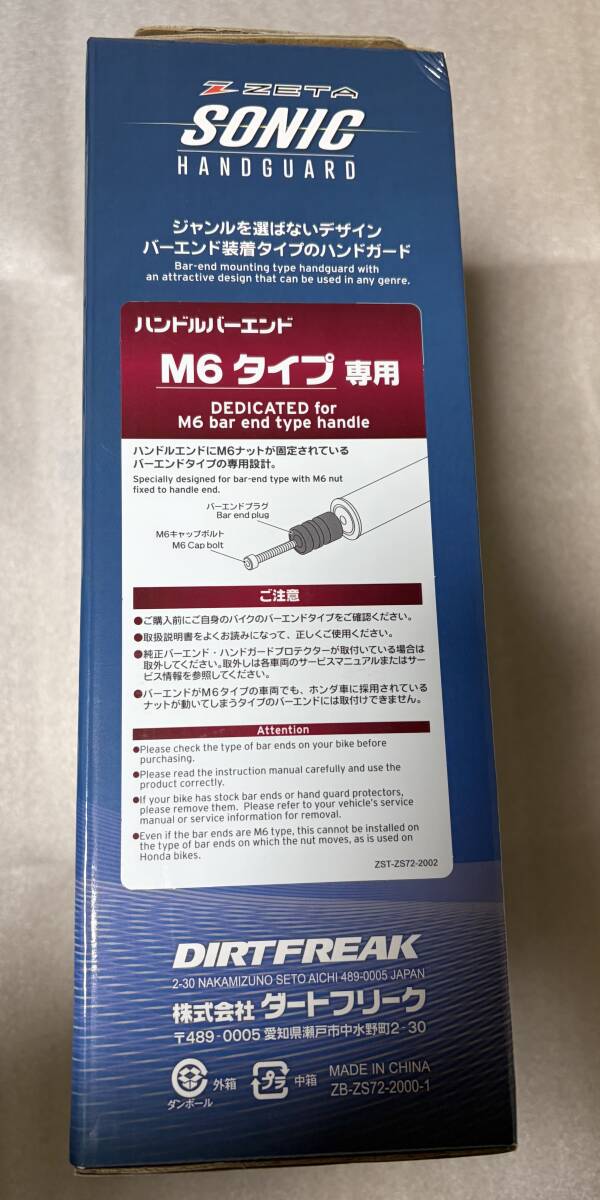 ZETA
SONIC
HANDGUARD
ジャンルを選ばないデザイン
バーエンド装着タイプのハンドガード
Bar-end mounting type handguard with
an attractive design that can be used in any genre.
ハンドルバーエンド
M6 タイプ 専用
DEDICATED for
M6 bar end type handle
ハンドルエンドにM6ナットが固定されている
バーエンドタイプの専用設計。
Specially designed for bar-end type with M6 nut
fixed to handle end.
バーエンドプラグ
Bar end plug
M6キャップボルト
M6 Cap bolt
ご注意
●ご購入前にご自身のバイクのバーエンドタイプをご確認ください。
●取扱説明書をよくお読みになって、正しくご使用ください。
●純正バーエンド・ハンドガードプロテクターが取付いている場合は
取外してください。取外しは各車両のサービスマニュアルまたはサー
ビス情報を参照してください。
●バーエンドがM6タイプの車両でも、ホンダ車に採用されている
ナットが動いてしまうタイプのバーエンドには取付けできません。
Attention
●Please check the type of bar ends on your bike before
purchasing.
●Please read the instruction manual carefully and use the
product correctly.
●If your bike has stock bar ends or hand guard protectors,
please remove them. Please refer to your vehicle's service
manual or service information for removal.
●Even if the bar ends are M6 type, this cannot be installed on
the type of bar ends on which the nut moves, as is used on
Honda bikes.
ZST-ZS72-2002
DIRTFREAK
2-30 NAKAMIZUNO SETO AICHI 489-0005 JAPAN
株式会社 ダートフリーク
〒489-0005 愛知県瀬戸市中水野町2-30
ダンボール
外箱
プラ
中箱
MADE IN CHINA
ZB-ZS72-2000-1